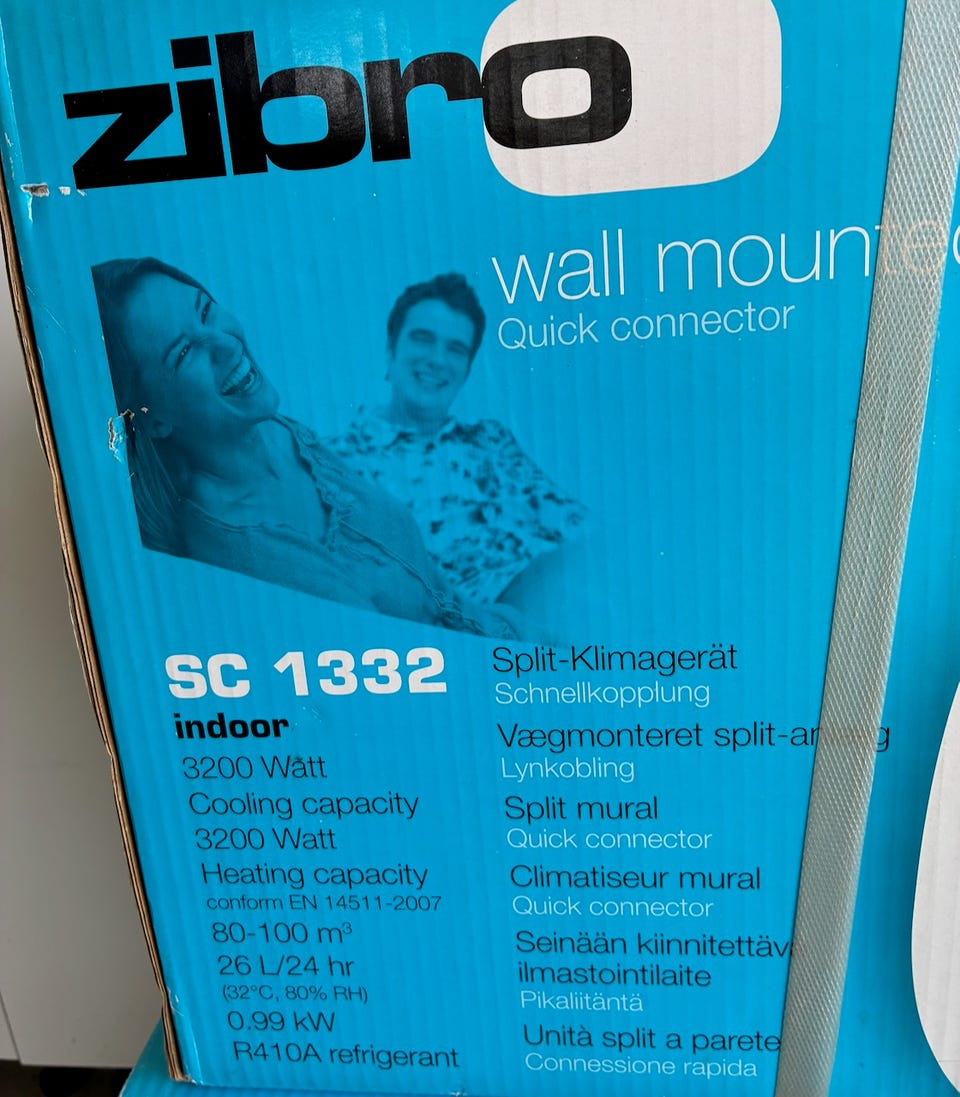 zibro
wall mounted
Quick connector
SC 1332
indoor
3200 Watt
Cooling capacity
3200 Watt
Heating capacity
conform EN 14511-2007
80-100 m³
26 L/24 hr
(32°C, 80% RH)
0.99 kW
R410A refrigerant
Split-Klimagerät
Schnellkopplung
Vægmonteret
Lynkobling
Split mural
Quick connector
Climatiseur mural
Quick connector
Seinään kiinnitettäv
ilmastointilaite
Pikaliitäntä
Unità split a parete
Connessione rapida